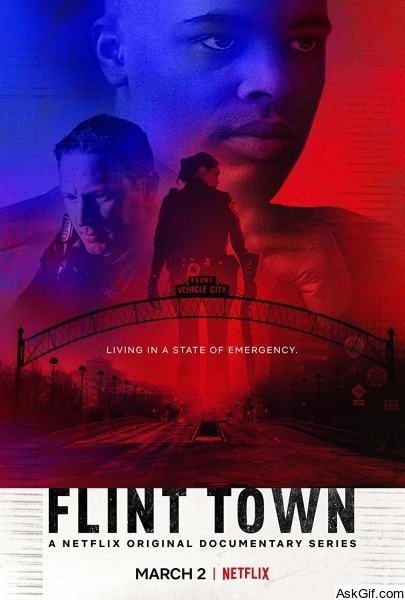 FLINT
VEHICLE CITY
LIVING IN A STATE OF EMERGENCY.
FLINT TOWN
A NETFLIX ORIGINAL DOCUMENTARY SERIES
MARCH 2 | NETFLIX
AskGif.com